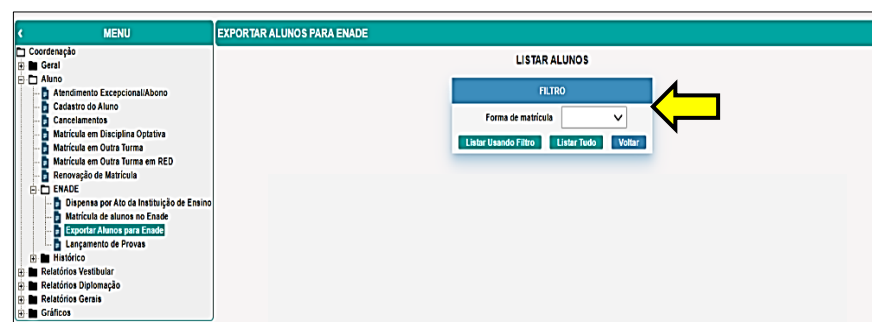 MENU
Coordenação
Geral
Aluno
Atendimento Excepcional/Abono
Cadastro do Aluno
Cancelamentos
Matrícula em Disciplina Optativa
Matrícula em Outra Turma
Matrícula em Outra Turma em RED
Renovação de Matrícula
ENADE
Dispensa por Ato da Instituição de Ensino
Matrícula de alunos no Enade
Exportar Alunos para Enade
Lançamento de Provas
Histórico
Relatórios Vestibular
Relatórios Diplomação
Relatórios Gerais
Gráficos
EXPORTAR ALUNOS PARA ENADE
LISTAR ALUNOS
FILTRO
Forma de matrícula
Listar Usando Filtro Listar Tudo Voltar